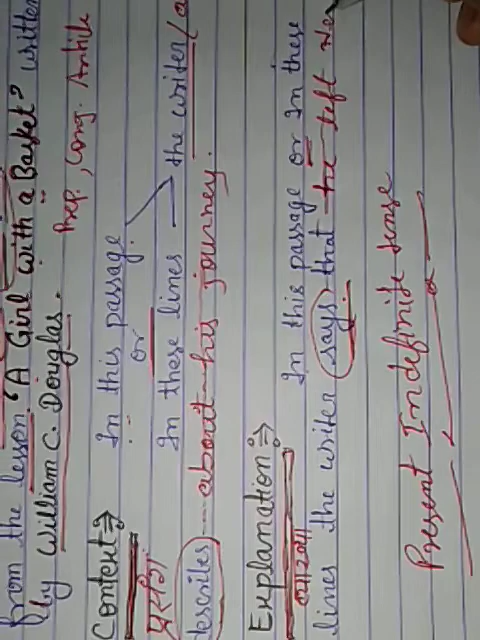 from the lesson "A Girl with a Basket" written
by William C. Douglas. Prep., Conj. Article
Content⇒ In this passage
or
प्रसंग In these lines the writer
describes about his journey.
Explanation⇒ In this passage or In these
व्याख्या
lines the writer says that he left
Present Indefinite tense